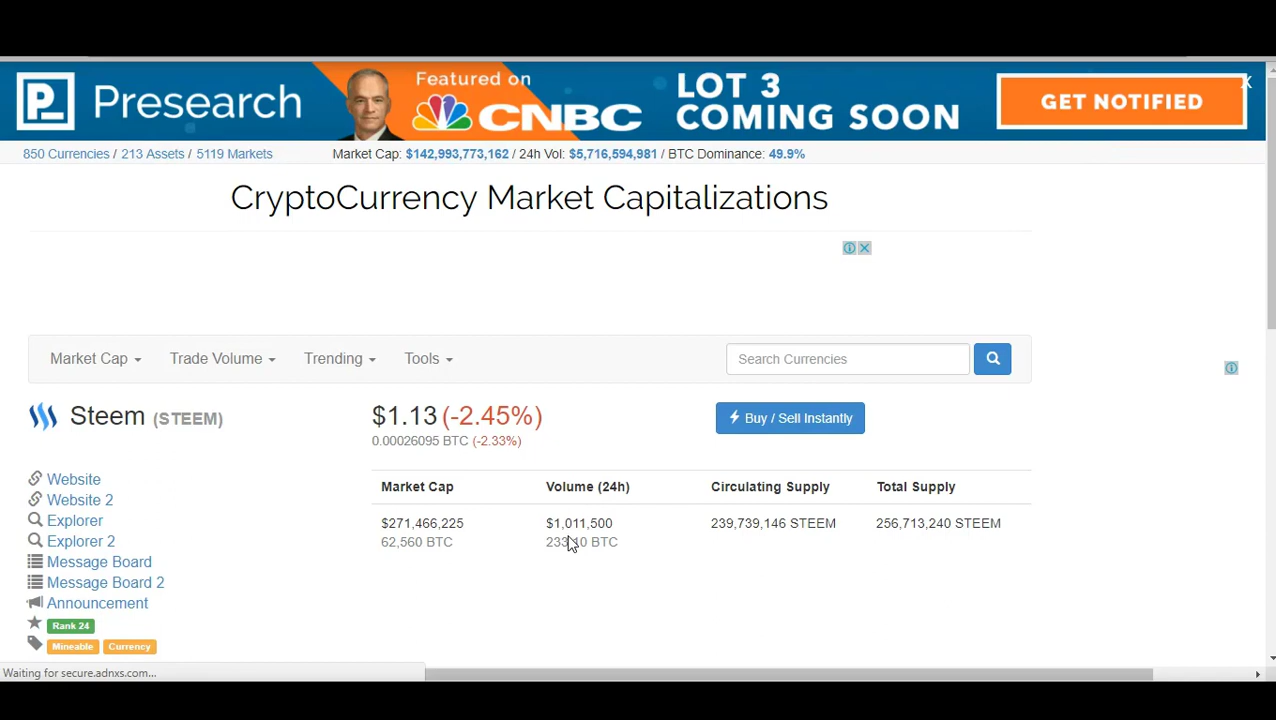 Presearch
Featured on
CNBC
LOT 3
COMING SOON
GET NOTIFIED
X
850 Currencies / 213 Assets / 5119 Markets
Market Cap: $142,993,773,162 / 24h Vol: $5,716,594,981 / BTC Dominance: 49.9%
CryptoCurrency Market Capitalizations
Market Cap
Trade Volume
Trending
Tools
Search Currencies
Steem (STEEM)
$1.13 (-2.45%)
0.00026095 BTC (-2.33%)
Buy / Sell Instantly
Website
Website 2
Explorer
Explorer 2
Message Board
Message Board 2
Announcement
Rank 24
Mineable Currency
Market Cap Volume (24h) Circulating Supply Total Supply
$271,466,225 $1,011,500 239,739,146 STEEM 256,713,240 STEEM
62,560 BTC BTC
Waiting for secure.adnxs.com...